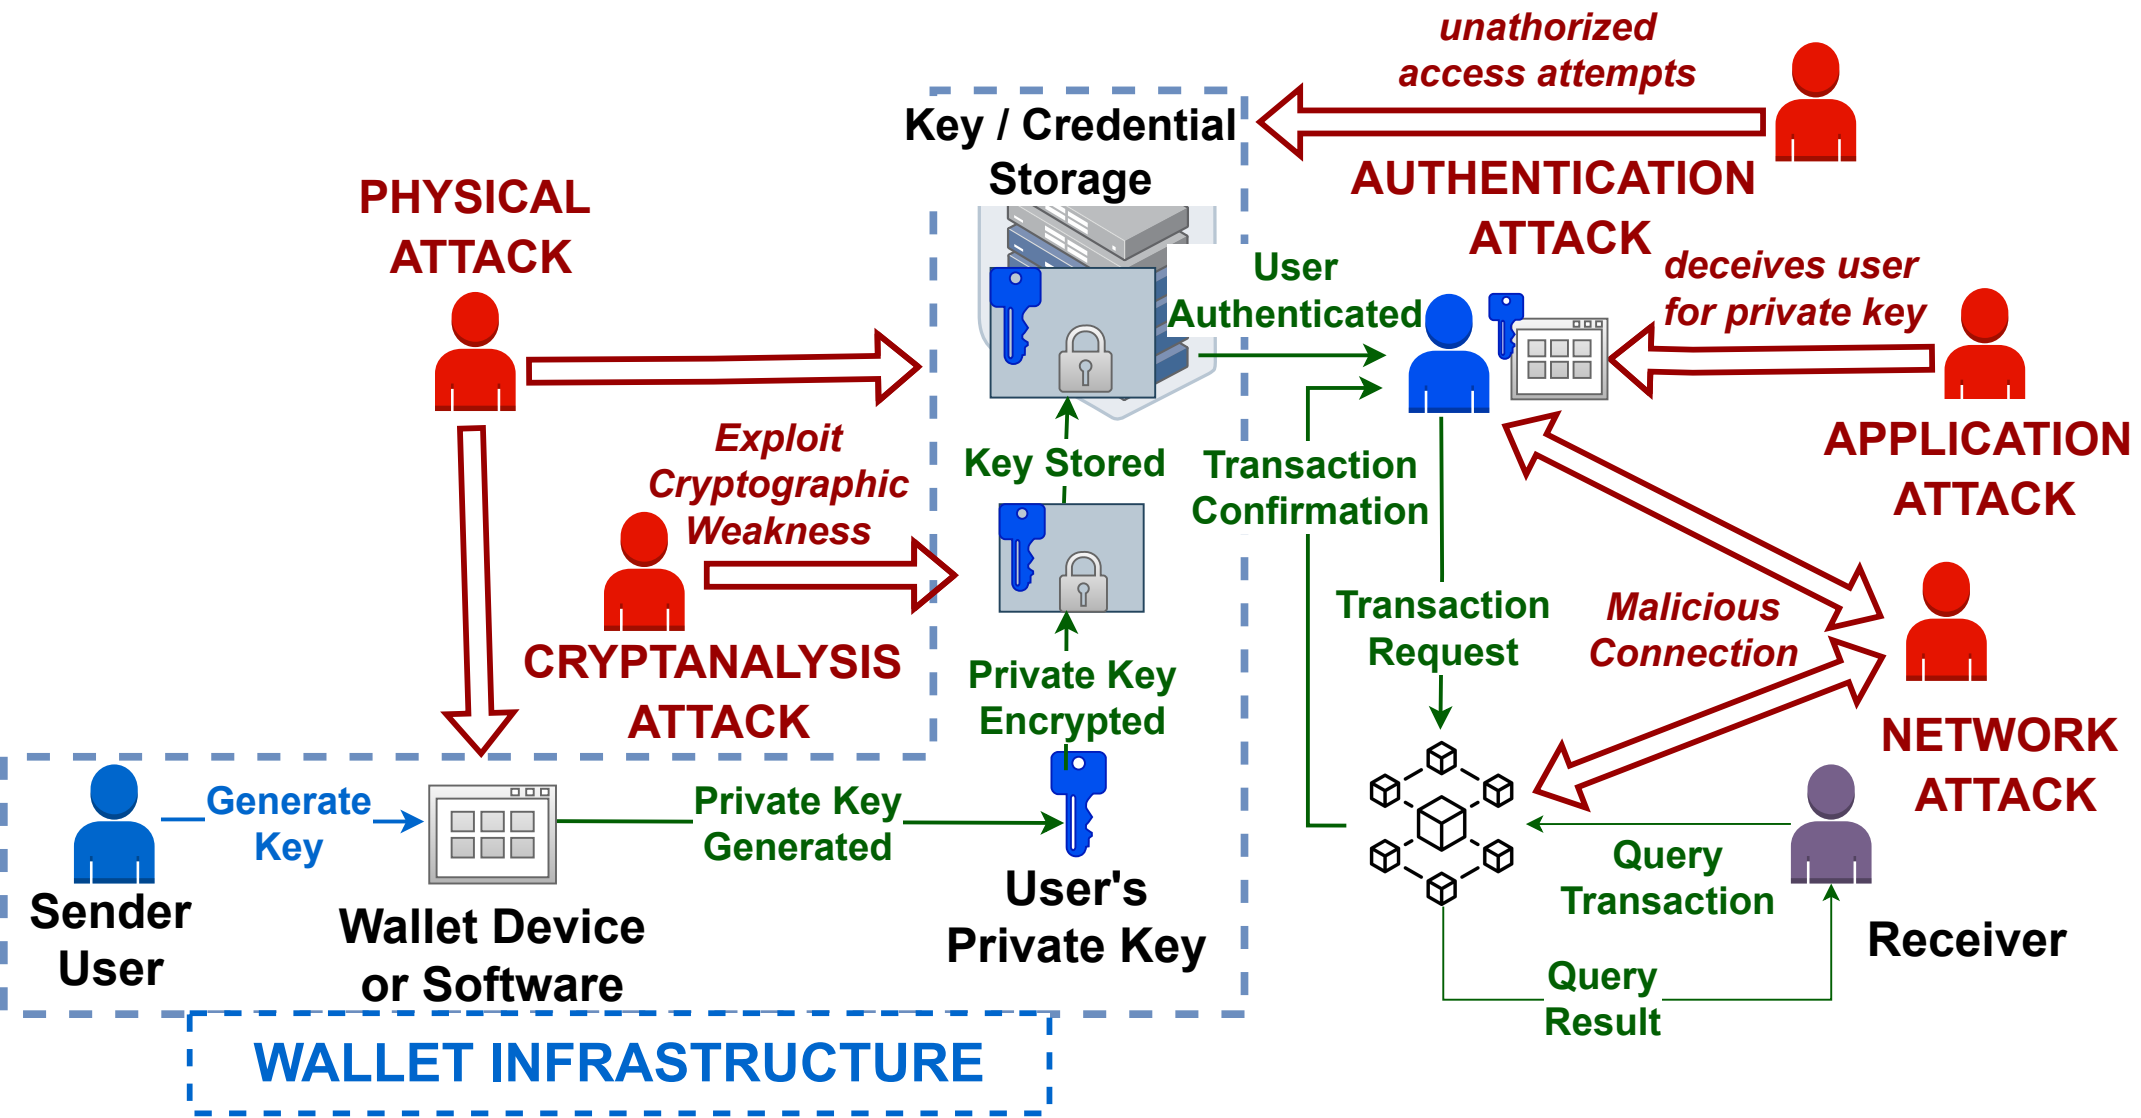 unathorized
access attempts
Key / Credential
Storage
AUTHENTICATION
ATTACK
PHYSICAL
ATTACK
User
Authenticated
deceives user
for private key
APPLICATION
ATTACK
Exploit
Cryptographic
Weakness
Key Stored
Transaction
Confirmation
CRYPTANALYSIS
ATTACK
Private Key
Encrypted
Transaction
Request
Malicious
Connection
NETWORK
ATTACK
Generate
Key
Private Key
Generated
Sender
User
Wallet Device
or Software
User's
Private Key
Query
Transaction
Receiver
Query
Result
WALLET INFRASTRUCTURE